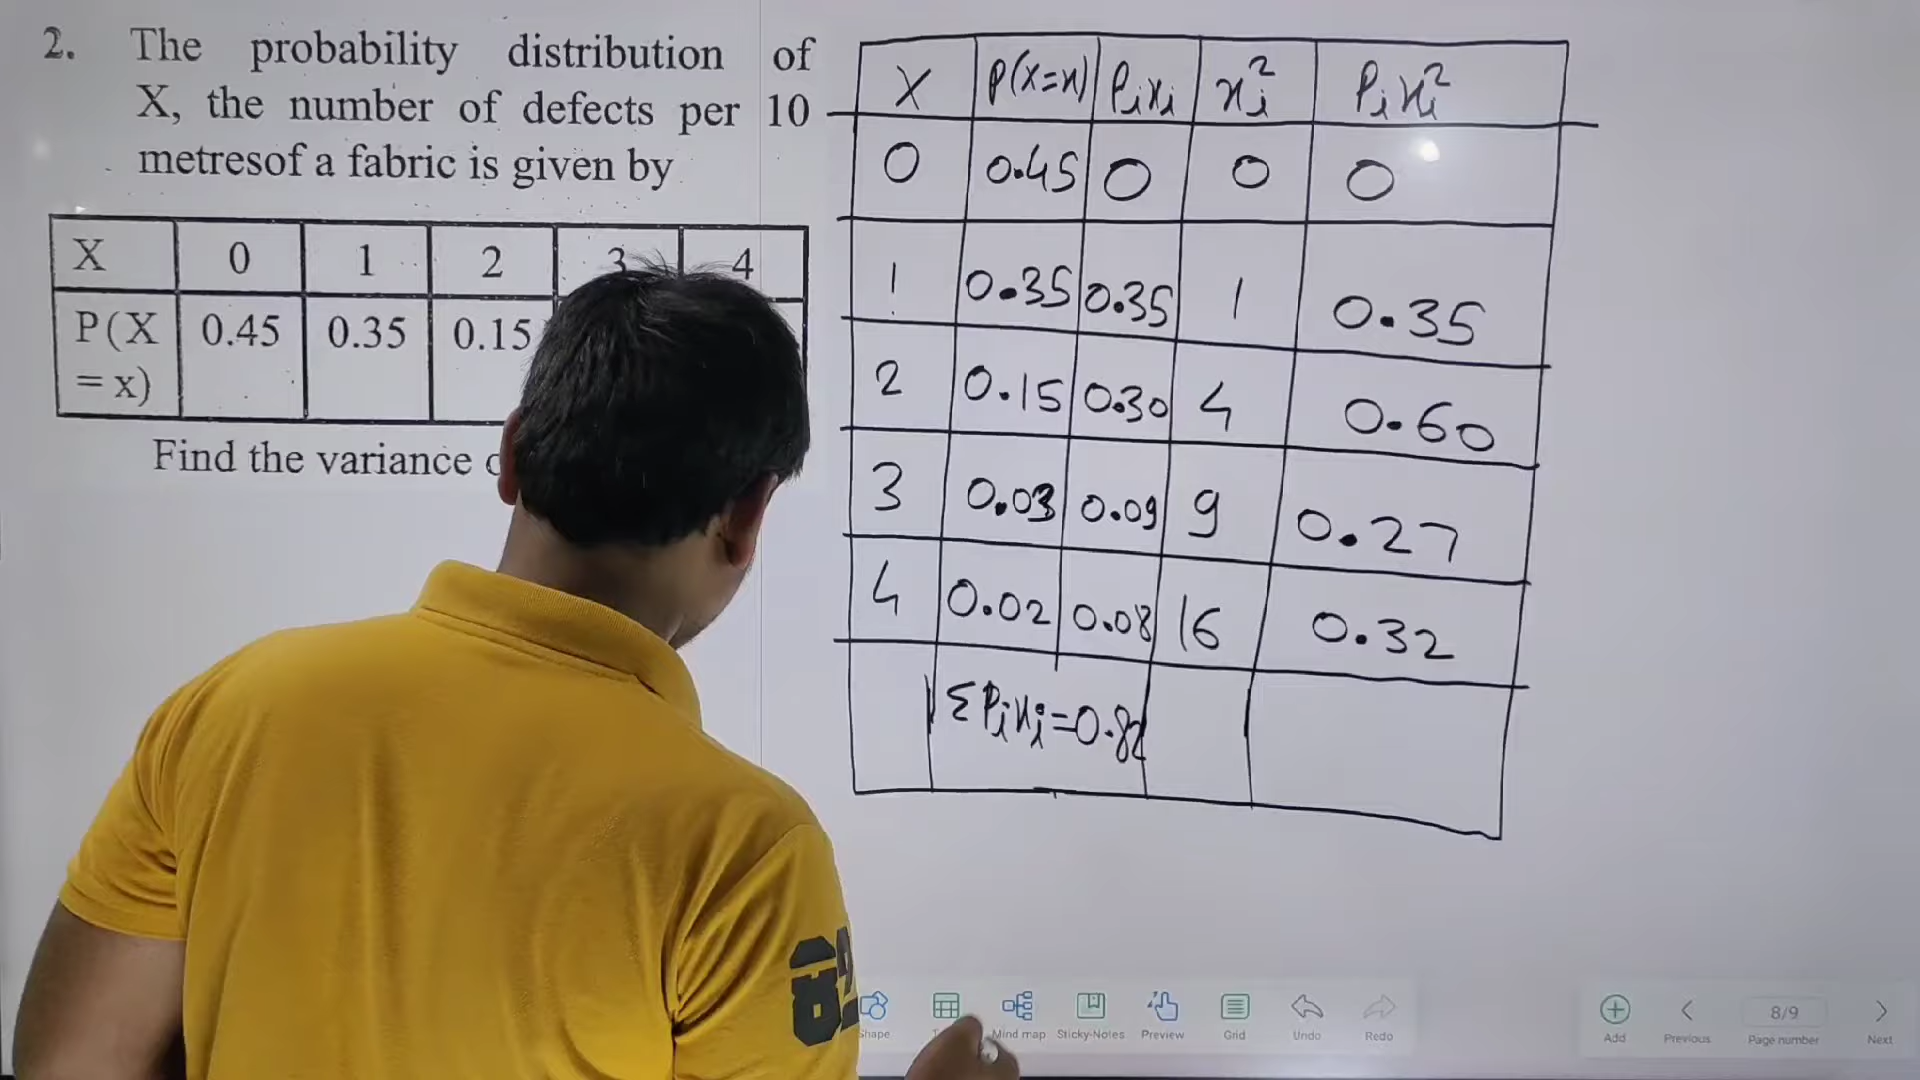 2. The probability distribution of
X, the number of defects per 10
metresof a fabric is given by
X 0 1 2 3 4
P(X 0.45 0.35 0.15
= x)
Find the variance
X P(X=x) Pixi xi² Pixi²
0 0.45 0 0 0
1 0.35 0.35 1 0.35
2 0.15 0.30 4 0.60
3 0.03 0.09 9 0.27
4 0.02 0.08 16 0.32
ΣPixi=0.82
Shape Mind map Sticky-Notes Preview Grid Undo Redo Add Previous 8/9 Page number Next